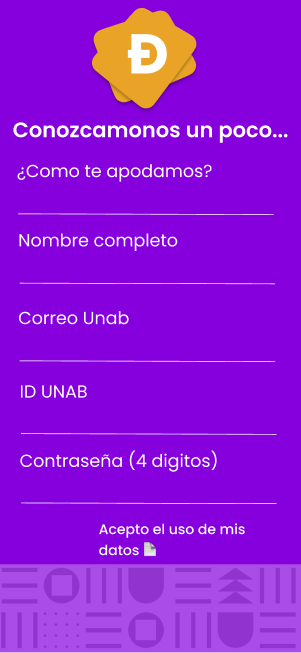 Đ
Conozcamonos un poco...
¿Como te apodamos?
Nombre completo
Correo Unab
ID UNAB
Contraseña (4 digitos)
Acepto el uso de mis
datos